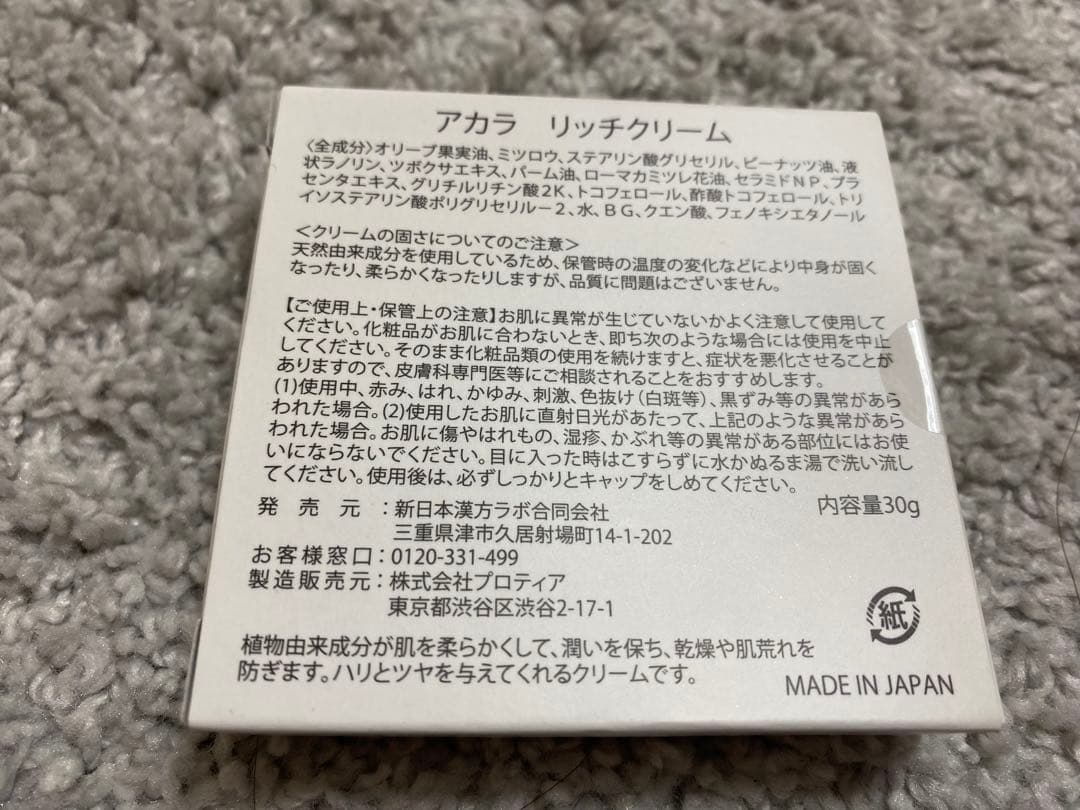 アカラ　リッチクリーム
〈全成分〉オリーブ果実油、ミツロウ、ステアリン酸グリセリル、ピーナッツ油、液
状ラノリン、ツボクサエキス、パーム油、ローマカミツレ花油、セラミドNP、プラ
センタエキス、グリチルリチン酸2K、トコフェロール、酢酸トコフェロール、トリ
イソステアリン酸ポリグリセリル－2、水、BG、クエン酸、フェノキシエタノール
＜クリームの固さについてのご注意＞
天然由来成分を使用しているため、保管時の温度の変化などにより中身が固く
なったり、柔らかくなったりしますが、品質に問題はございません。
【ご使用上・保管上の注意】お肌に異常が生じていないかよく注意して使用して
ください。化粧品がお肌に合わないとき、即ち次のような場合には使用を中止
してください。そのまま化粧品類の使用を続けますと、症状を悪化させることが
ありますので、皮膚科専門医等にご相談されることをおすすめします。
(1)使用中、赤み、はれ、かゆみ、刺激、色抜け（白斑等）、黒ずみ等の異常があら
われた場合。(2)使用したお肌に直射日光があたって、上記のような異常があら
われた場合。お肌に傷やはれもの、湿疹、かぶれ等の異常がある部位にはお使
いにならないでください。目に入った時はこすらずに水かぬるま湯で洗い流し
てください。使用後は、必ずしっかりとキャップをしめてください。
内容量30g
発売元：新日本漢方ラボ合同会社
三重県津市久居射場町14-1-202
お客様窓口：0120-331-499
製造販売元：株式会社プロティア
東京都渋谷区渋谷2-17-1
紙
植物由来成分が肌を柔らかくして、潤いを保ち、乾燥や肌荒れを
防ぎます。ハリとツヤを与えてくれるクリームです。
MADE IN JAPAN